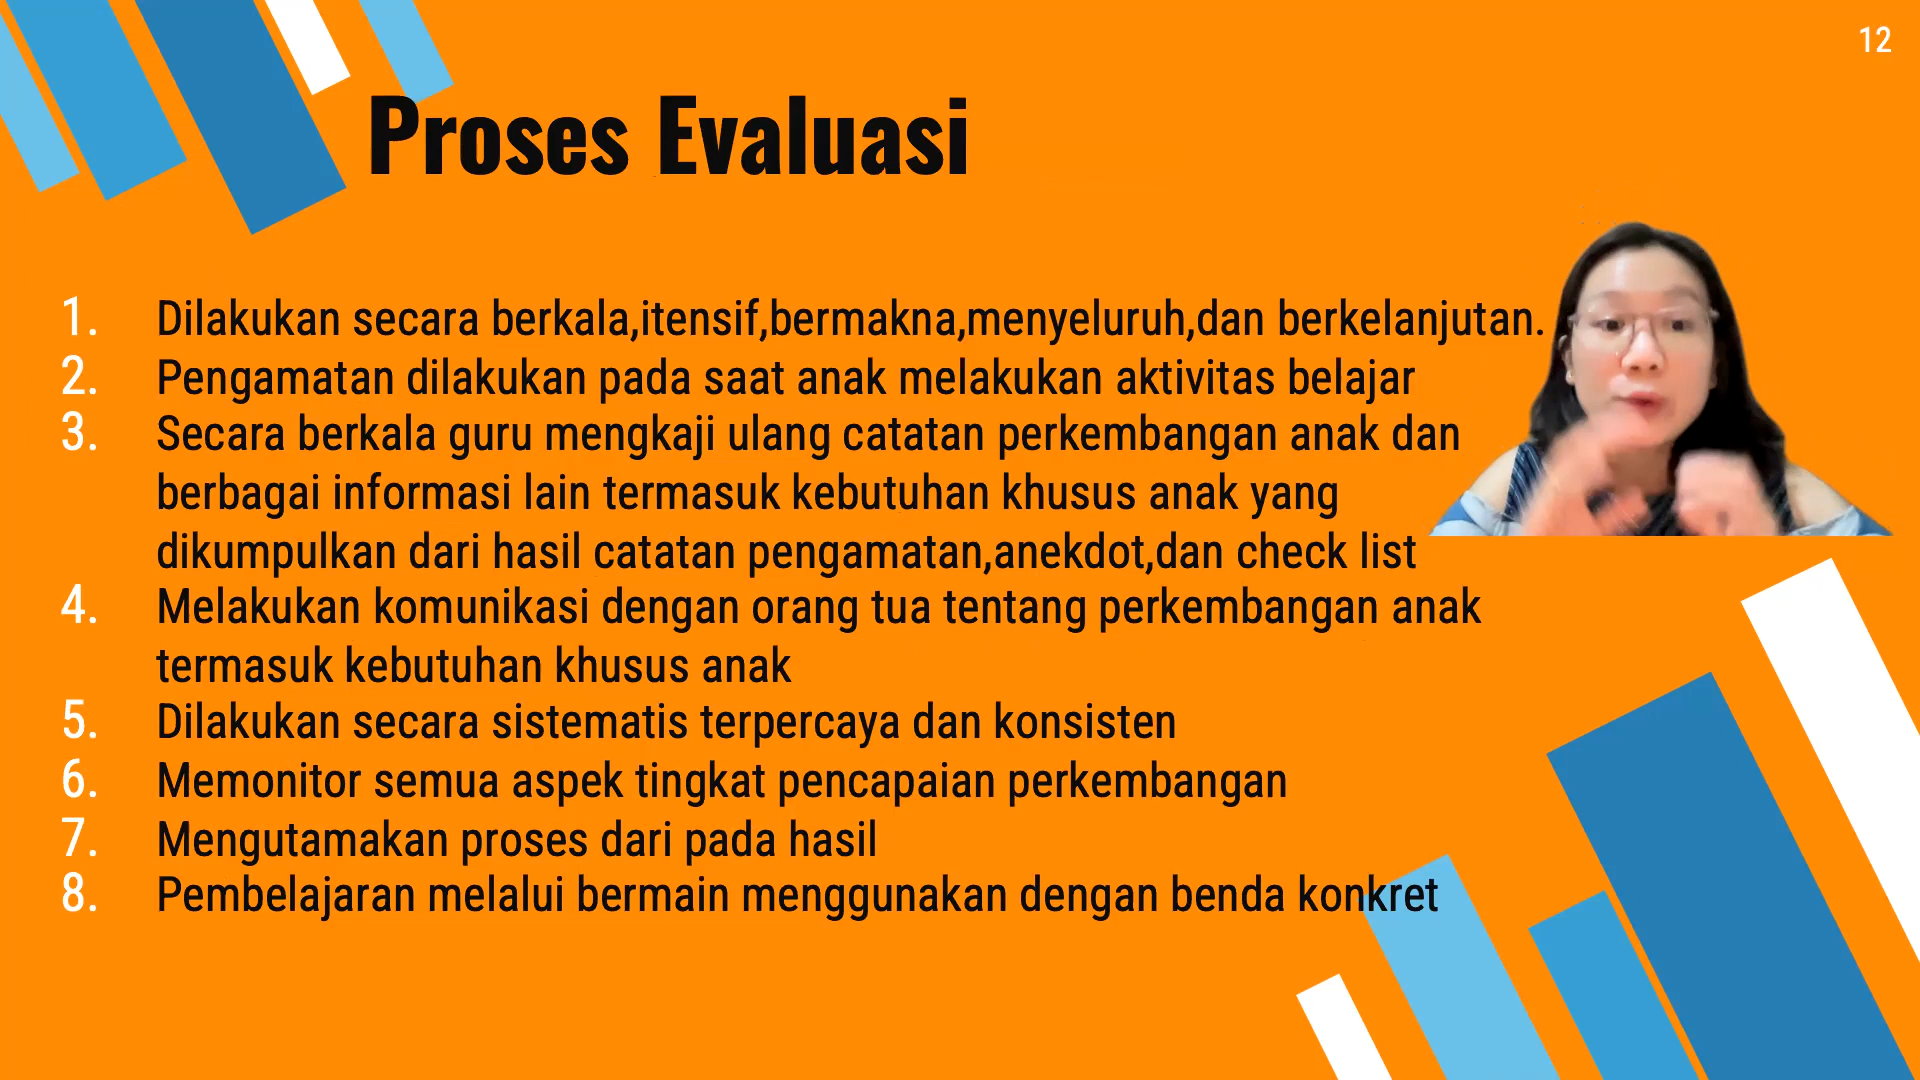 12
Proses Evaluasi
1. Dilakukan secara berkala,itensif,bermakna,menyeluruh,dan berkelanjutan.
2. Pengamatan dilakukan pada saat anak melakukan aktivitas belajar
3. Secara berkala guru mengkaji ulang catatan perkembangan anak dan
berbagai informasi lain termasuk kebutuhan khusus anak yang
dikumpulkan dari hasil catatan pengamatan,anekdot,dan check list
4. Melakukan komunikasi dengan orang tua tentang perkembangan anak
termasuk kebutuhan khusus anak
5. Dilakukan secara sistematis terpercaya dan konsisten
6. Memonitor semua aspek tingkat pencapaian perkembangan
7. Mengutamakan proses dari pada hasil
8. Pembelajaran melalui bermain menggunakan dengan benda konkret